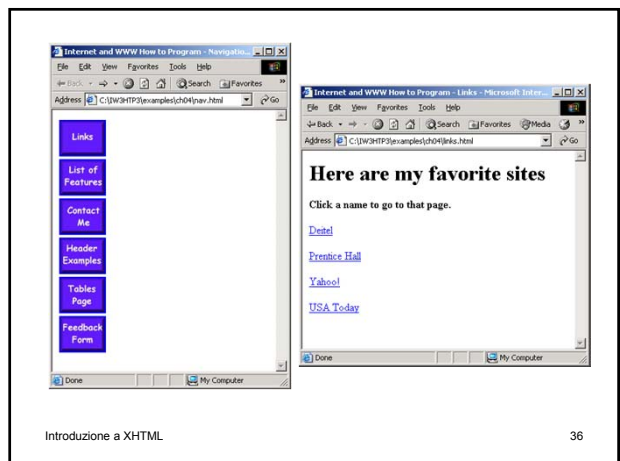 Internet and WWW How to Program - Navigatio...
File Edit View Favorites Tools Help
Back Search Favorites »
Address C:\IW3HTP3\examples\ch04\nav.html Go
Links
List of
Features
Contact
Me
Header
Examples
Tables
Page
Feedback
Form
Done My Computer
Internet and WWW How to Program - Links - Microsoft Inter...
File Edit View Favorites Tools Help
Back Search Favorites Media »
Address C:\IW3HTP3\examples\ch04\links.html Go
Here are my favorite sites
Click a name to go to that page.
Deitel
Prentice Hall
Yahoo!
USA Today
Done My Computer
Introduzione a XHTML 36